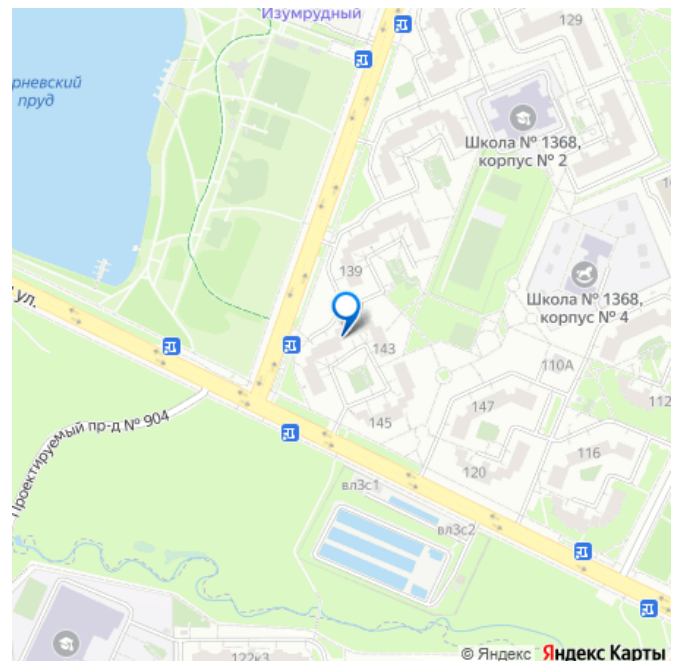 Изумрудный
129
рневский
пруд
Школа № 1368,
корпус № 2
139
Школа № 1368,
корпус № 4
ул.
143
110А
112
145
147
116
Проектируемый пр-д № 904
120
вл3с1
вл3с2
122к3
© Яндекс Яндекс Карты